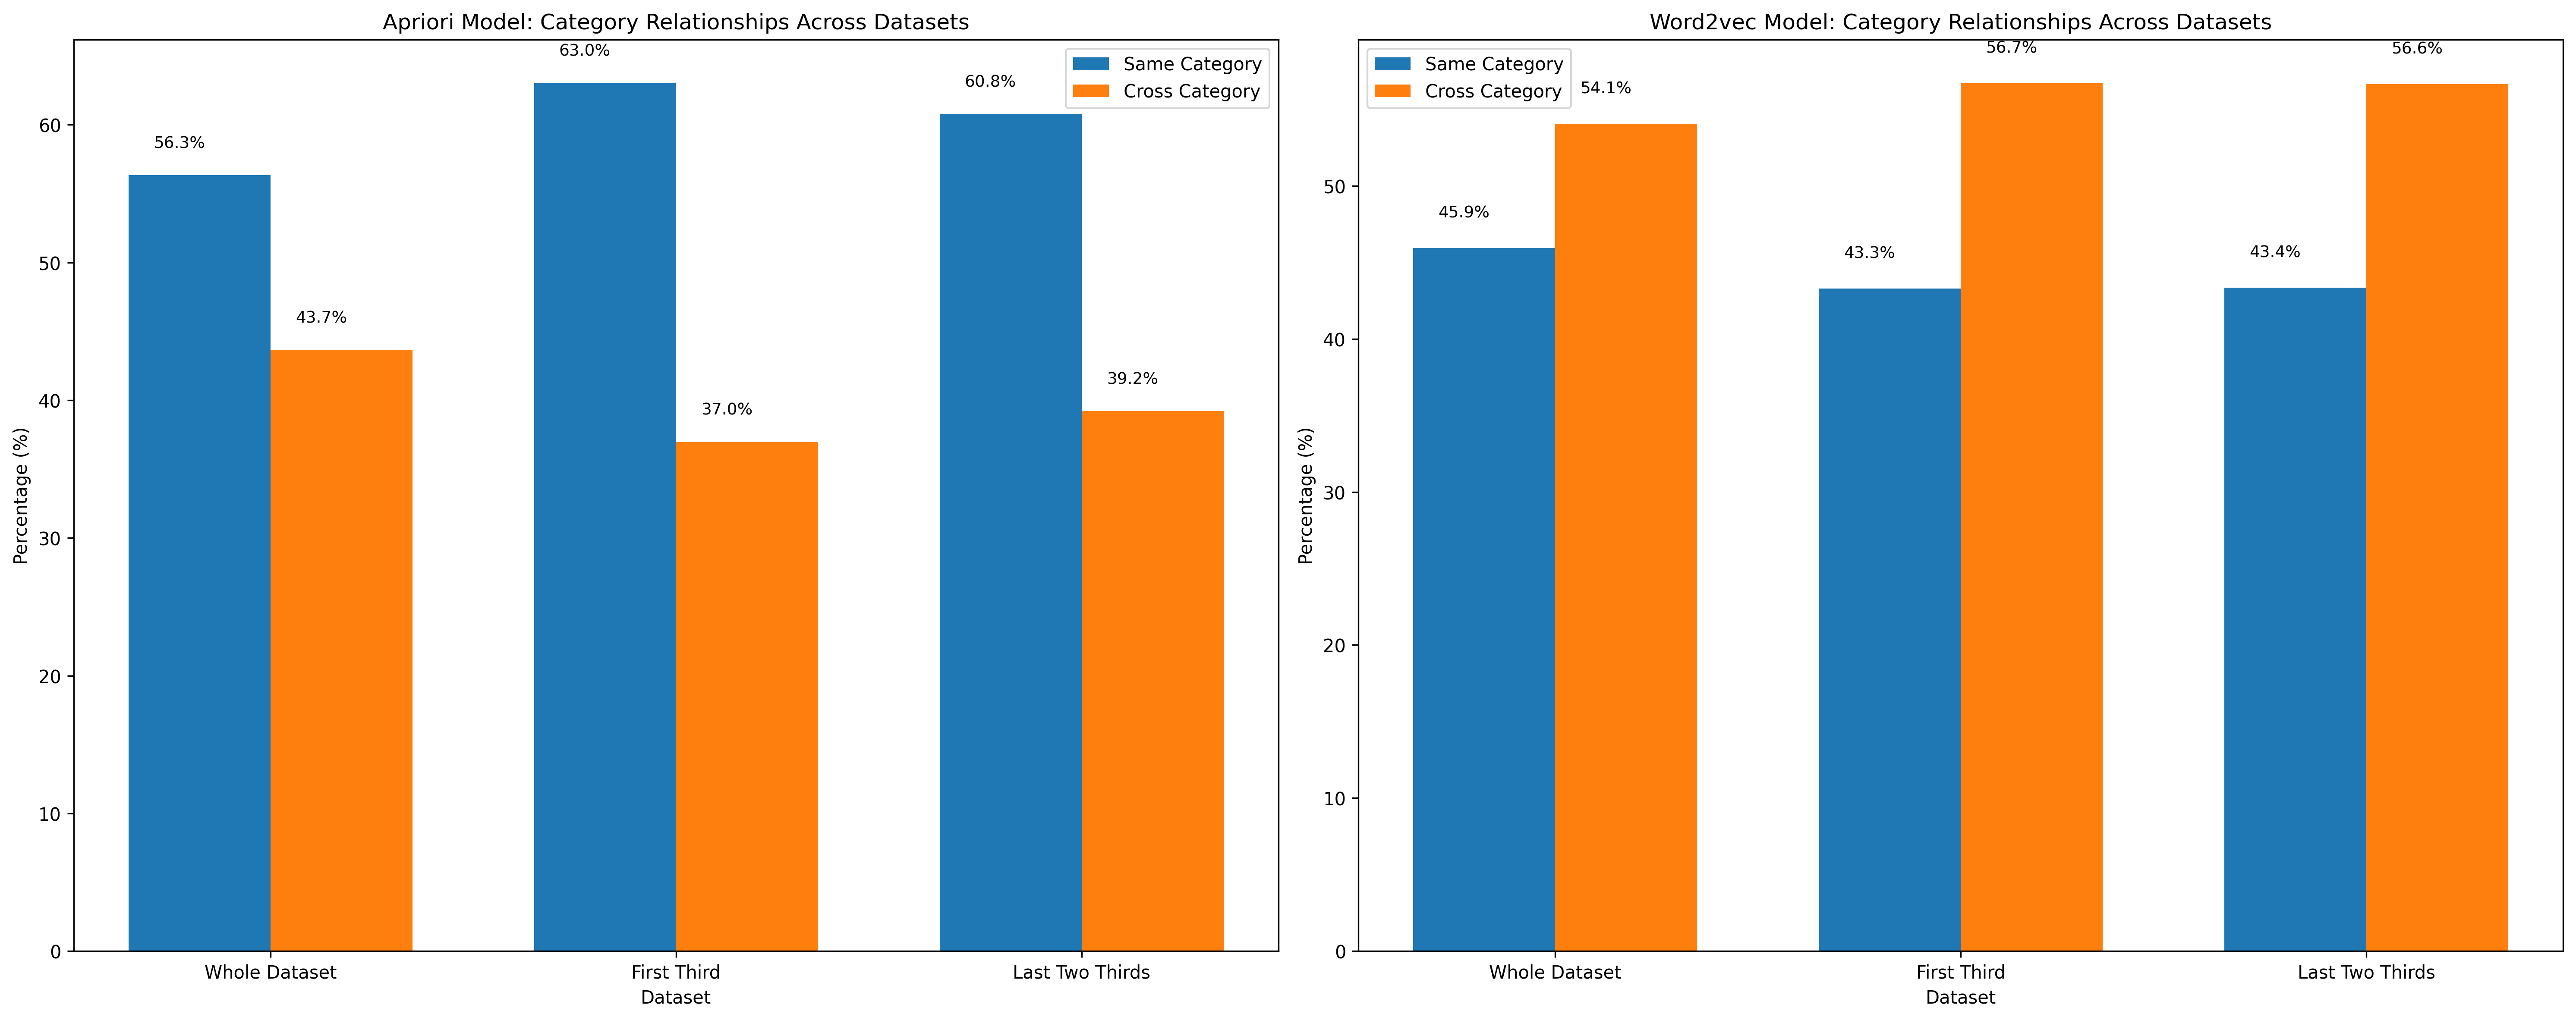 Apriori Model: Category Relationships Across Datasets
63.0%
Same Category
Cross Category
60.8%
60
56.3%
50
43.7%
40
39.2%
37.0%
Percentage (%)
30
20
10
0
Whole Dataset
First Third
Last Two Thirds
Dataset
Word2vec Model: Category Relationships Across Datasets
56.7%
56.6%
Same Category
Cross Category
54.1%
50
45.9%
43.3%
43.4%
40
Percentage (%)
30
20
10
0
Whole Dataset
First Third
Last Two Thirds
Dataset